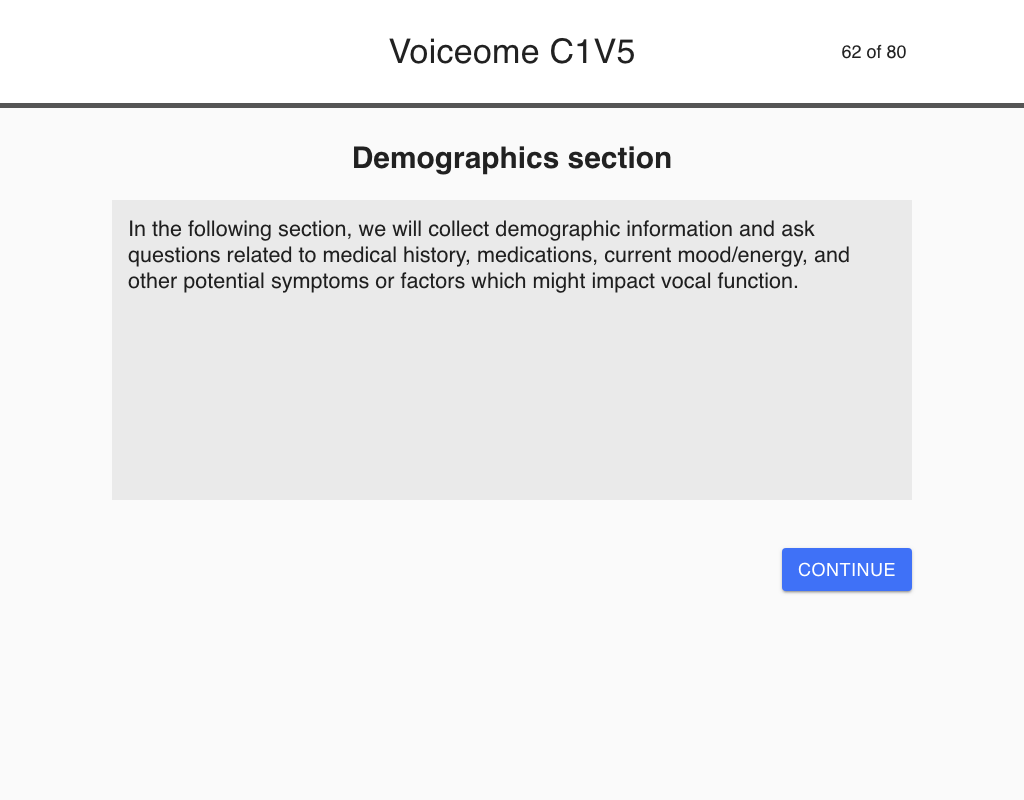 Voiceome C1V5
62 of 80
Demographics section
In the following section, we will collect demographic information and ask
questions related to medical history, medications, current mood/energy, and
other potential symptoms or factors which might impact vocal function.
CONTINUE